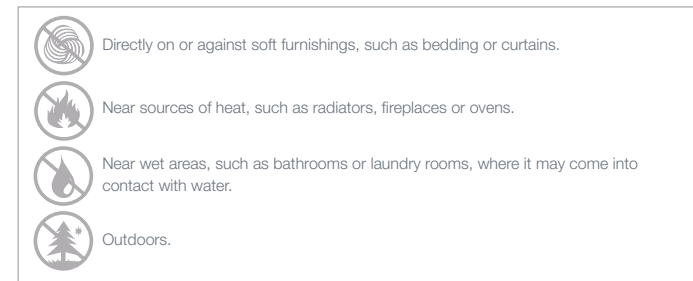 Directly on or against soft furnishings, such as bedding or curtains.
Near sources of heat, such as radiators, fireplaces or ovens.
Near wet areas, such as bathrooms or laundry rooms, where it may come into
contact with water.
Outdoors.